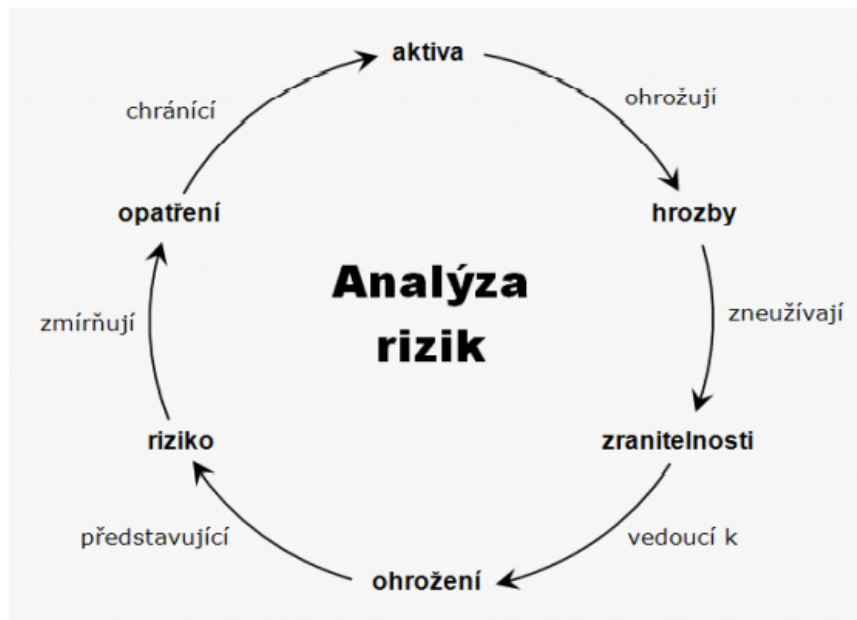 aktiva
ohrožují
chránící
opatření
hrozby
Analýza
rizik
zmírňují
zneužívají
riziko
zranitelnosti
představující
vedoucí k
ohrožení